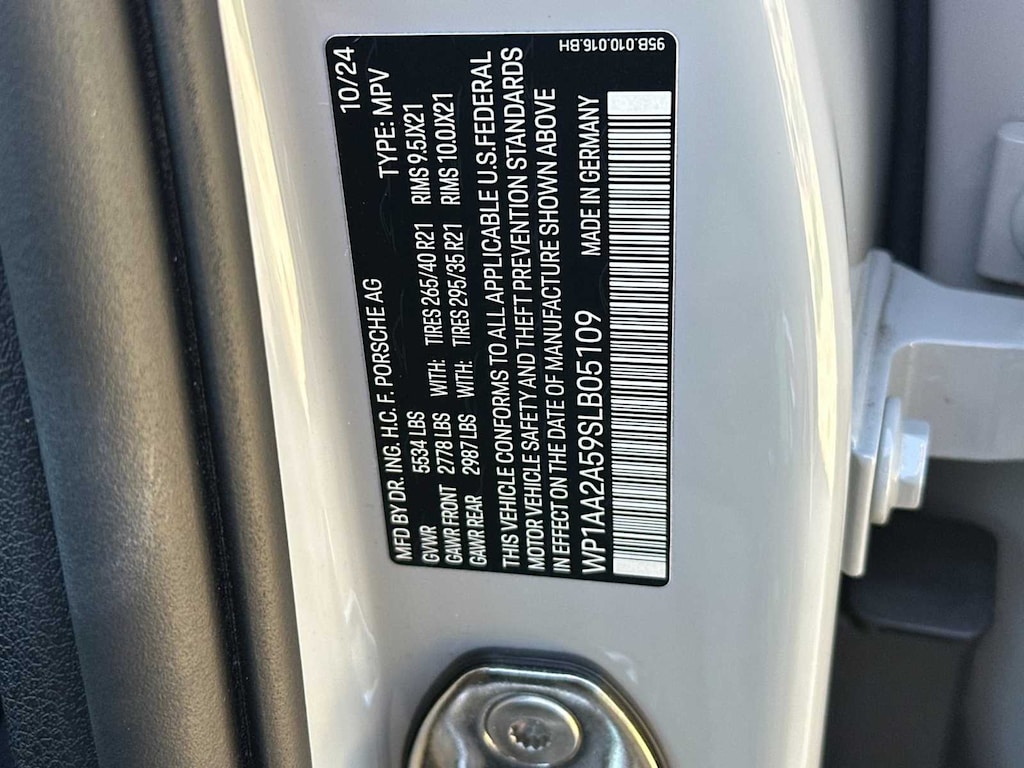 MFD BY DR. ING. H.C. F. PORSCHE AG 10/24
GVWR 5534 LBS TYPE: MPV
GAWR FRONT 2778 LBS WITH: TIRES 265/40 R21 RIMS 9.5JX21
GAWR REAR 2987 LBS WITH: TIRES 295/35 R21 RIMS 10.0JX21
THIS VEHICLE CONFORMS TO ALL APPLICABLE U.S. FEDERAL
MOTOR VEHICLE SAFETY AND THEFT PREVENTION STANDARDS
IN EFFECT ON THE DATE OF MANUFACTURE SHOWN ABOVE
WP1AA2A59SLB05109 MADE IN GERMANY
95B.010.016.BH